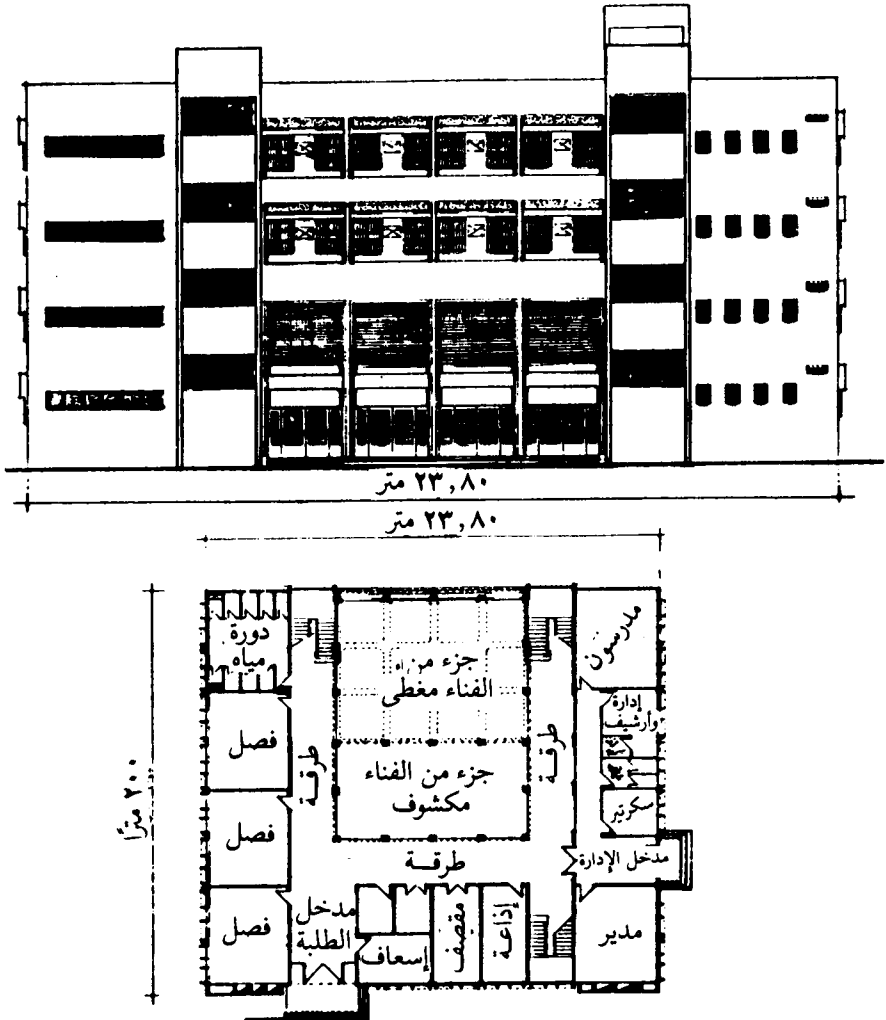 ٢٣,٨٠ متر
٢٣,٨٠ متر
مدرسون
دورة
مياه
جزء من
الفناء مغطى
إدارة
وأرشيف
فصل
طرقة
طرقة
جزء من الفناء
مكشوف
سكرتير
٢٠٠ مترًا
فصل
طرقة
مدخل الإدارة
فصل
مدخل
الطلبة
إسعاف
مقصف
إذاعة
مدير